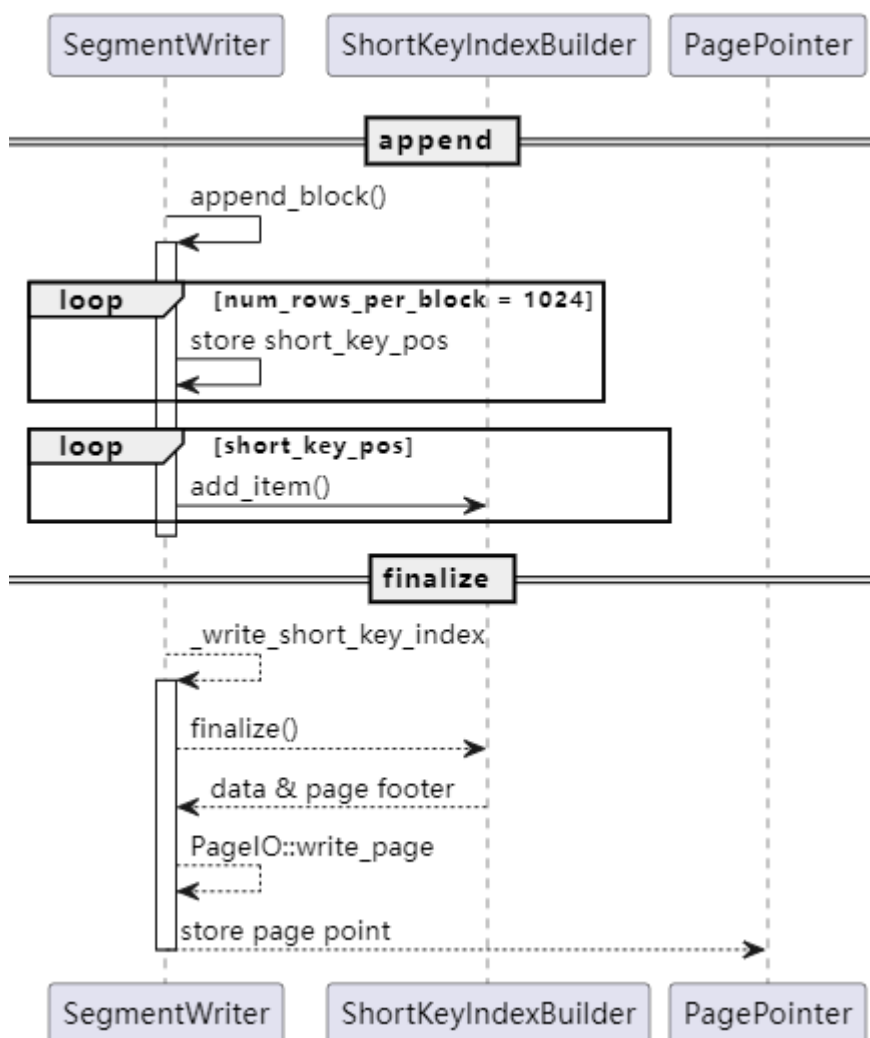 SegmentWriter ShortKeyIndexBuilder PagePointer
append
append_block()
loop [num_rows_per_block = 1024]
store short_key_pos
loop [short_key_pos]
add_item()
finalize
_write_short_key_index
finalize()
data & page footer
PageIO::write_page
store page point
SegmentWriter ShortKeyIndexBuilder PagePointer